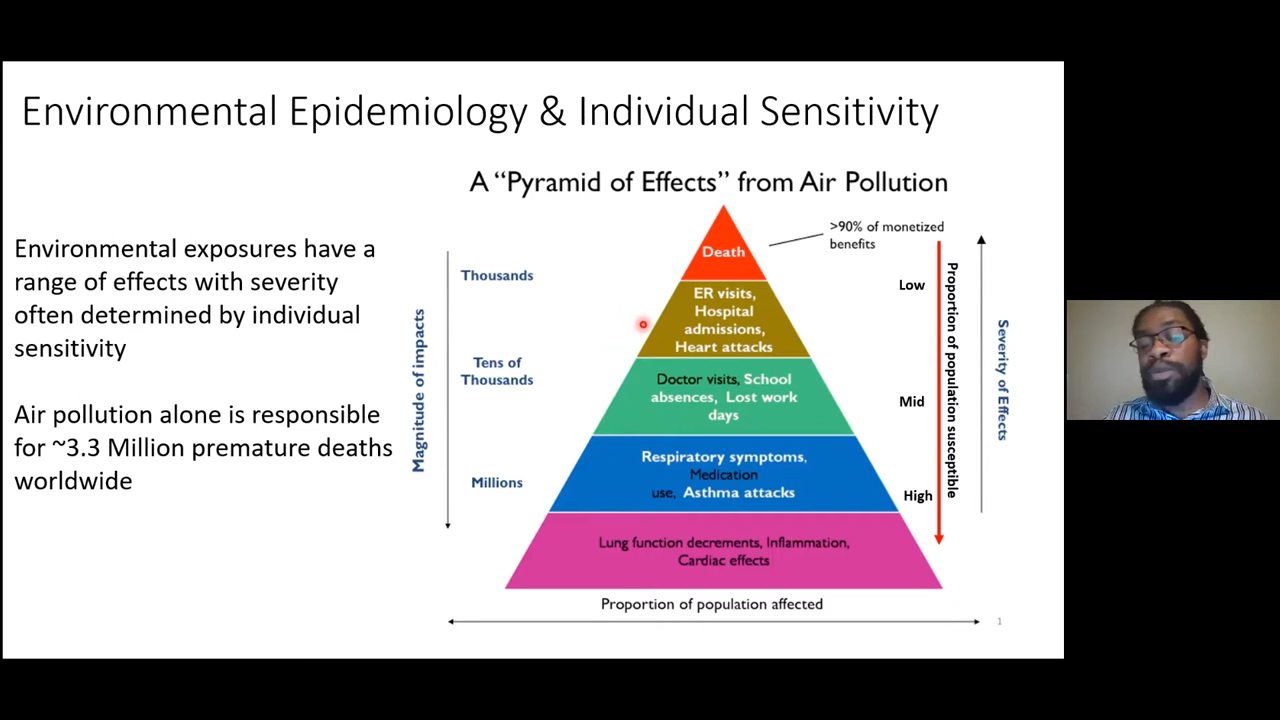 Environmental Epidemiology & Individual Sensitivity
A “Pyramid of Effects” from Air Pollution
Environmental exposures have a
range of effects with severity
often determined by individual
sensitivity
Air pollution alone is responsible
for ~3.3 Million premature deaths
worldwide
Magnitude of impacts
Thousands
Tens of
Thousands
Millions
Death
ER visits,
Hospital
admissions,
Heart attacks
Doctor visits, School
absences, Lost work
days
Respiratory symptoms,
Medication
use, Asthma attacks
Lung function decrements, Inflammation,
Cardiac effects
>90% of monetized
benefits
Low
Mid
High
Proportion of population susceptible
Severity of Effects
Proportion of population affected
1